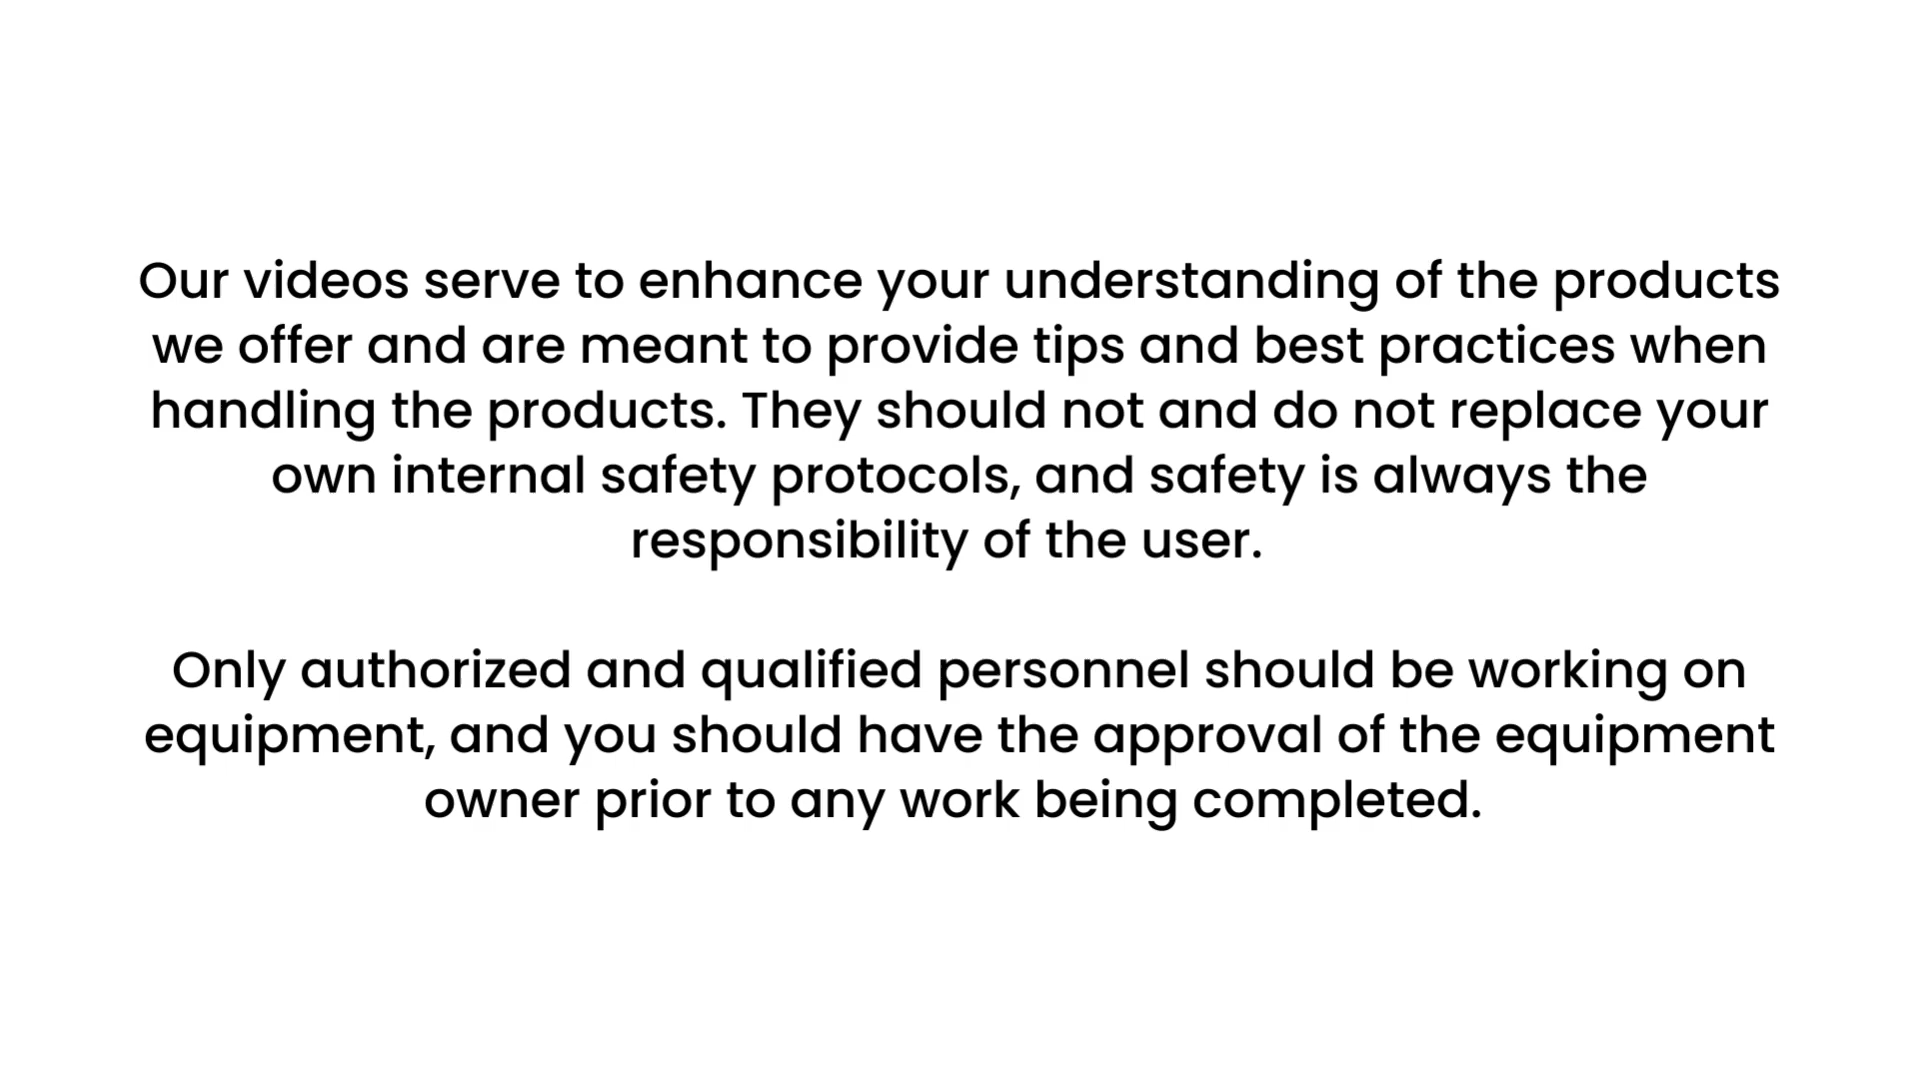 Our videos serve to enhance your understanding of the products
we offer and are meant to provide tips and best practices when
handling the products. They should not and do not replace your
own internal safety protocols, and safety is always the
responsibility of the user.
Only authorized and qualified personnel should be working on
equipment, and you should have the approval of the equipment
owner prior to any work being completed.